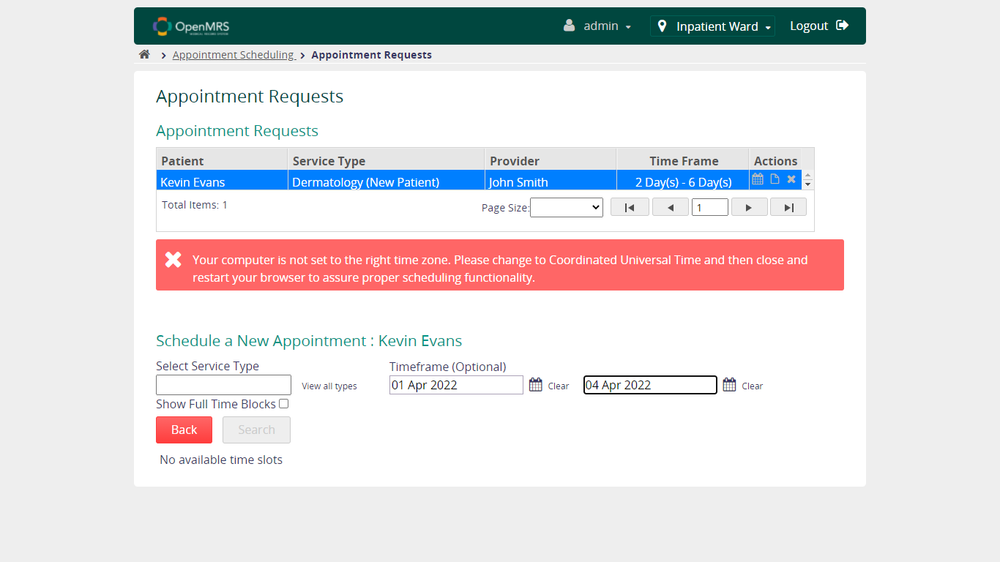 OpenMRS
admin
Inpatient Ward
Logout
Appointment Scheduling
Appointment Requests
Appointment Requests
Appointment Requests
Patient Service Type Provider Time Frame Actions
Kevin Evans Dermatology (New Patient) John Smith 2 Day(s) - 6 Day(s)
Total Items: 1
Page Size:
1
Your computer is not set to the right time zone. Please change to Coordinated Universal Time and then close and
restart your browser to assure proper scheduling functionality.
Schedule a New Appointment : Kevin Evans
Select Service Type
View all types
Timeframe (Optional)
01 Apr 2022 Clear 04 Apr 2022 Clear
Show Full Time Blocks
Back Search
No available time slots